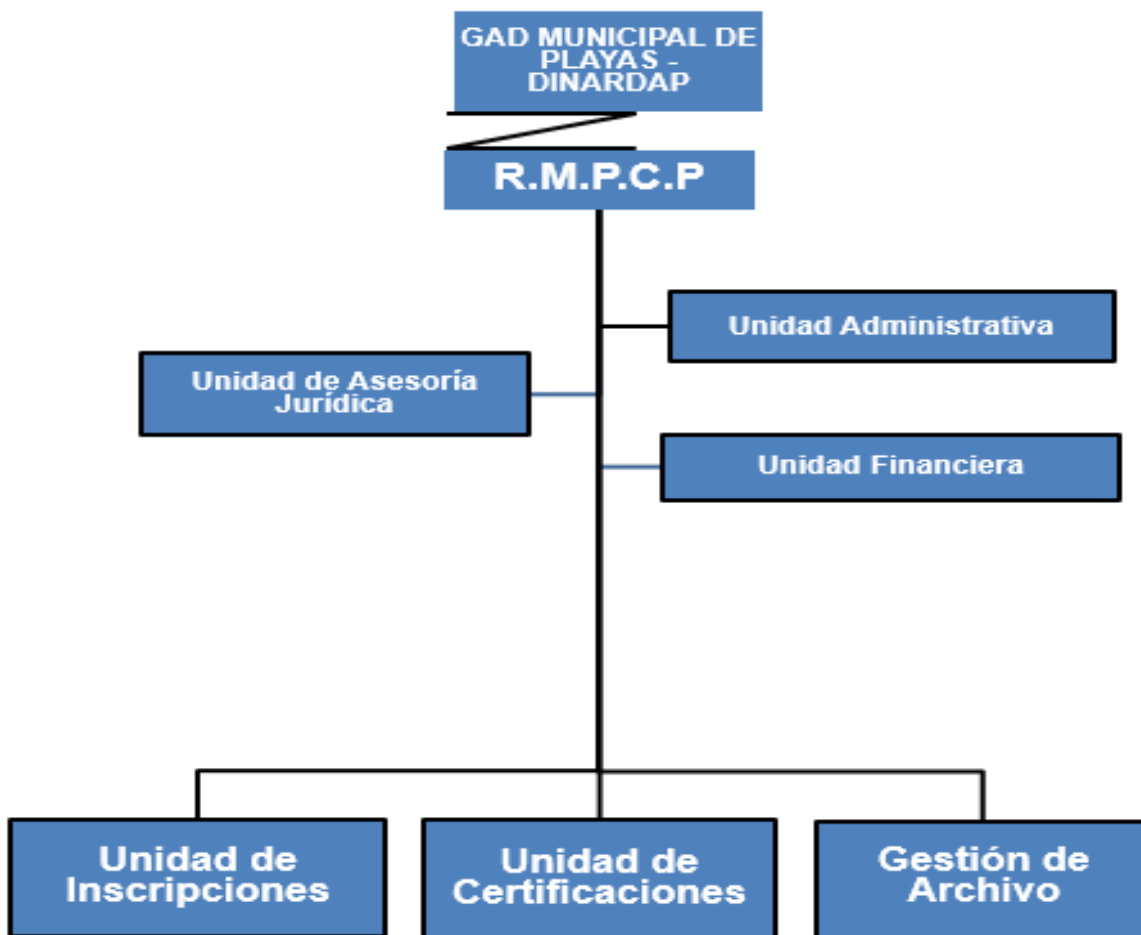 GAD MUNICIPAL DE
PLAYAS -
DINARDAP
R.M.P.C.P
Unidad Administrativa
Unidad de Asesoría
Jurídica
Unidad Financiera
Unidad de
Inscripciones
Unidad de
Certificaciones
Gestión de
Archivo